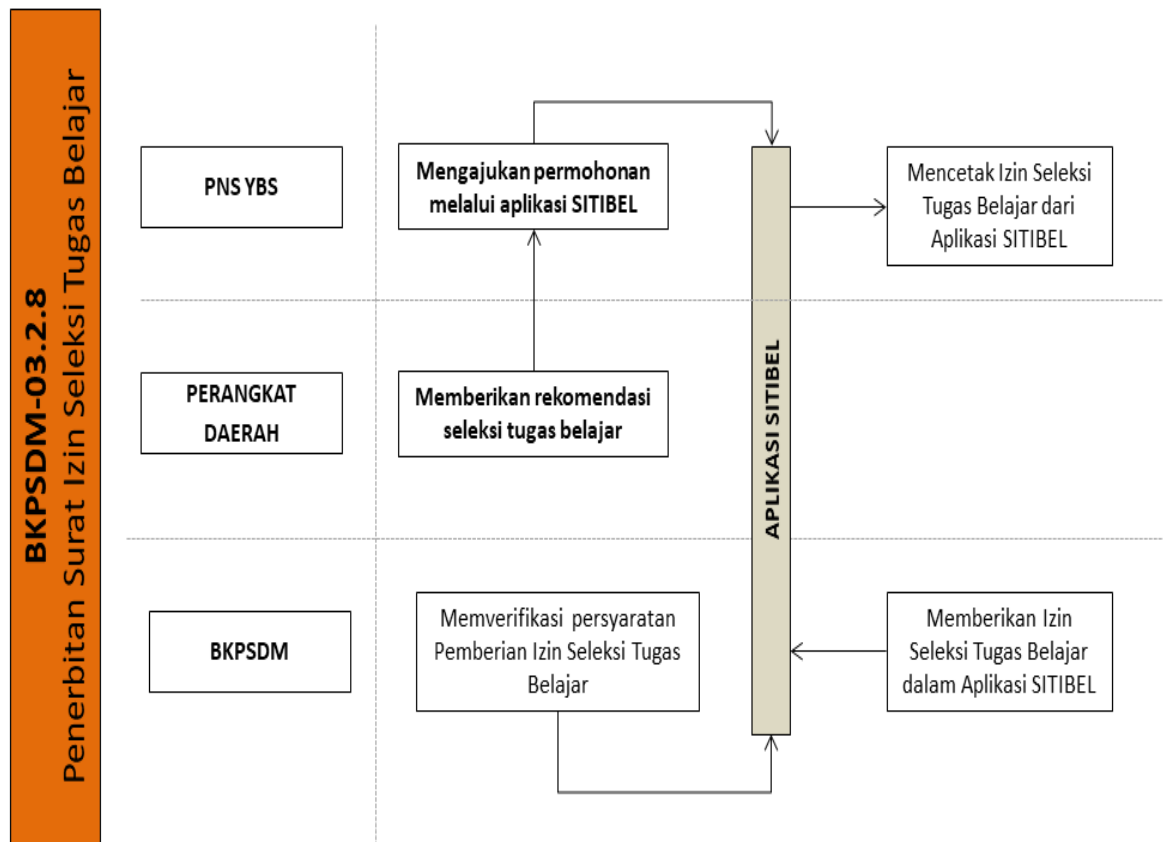 BKPSDM-03.2.8
Penerbitan Surat Izin Seleksi Tugas Belajar
PNS YBS
Mengajukan permohonan
melalui aplikasi SITIBEL
Mencetak Izin Seleksi
Tugas Belajar dari
Aplikasi SITIBEL
PERANGKAT
DAERAH
Memberikan rekomendasi
seleksi tugas belajar
APLIKASI SITIBEL
BKPSDM
Memverifikasi persyaratan
Pemberian Izin Seleksi Tugas
Belajar
Memberikan Izin
Seleksi Tugas Belajar
dalam Aplikasi SITIBEL